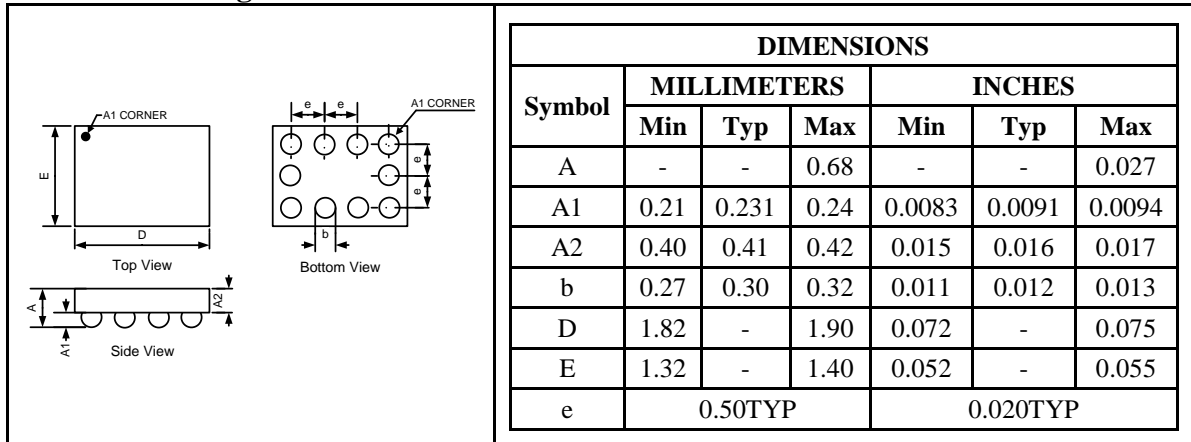 A1 CORNER
E
D
Top View
e e
A1 CORNER
e
e
b
Bottom View
A
A1
A2
Side View
DIMENSIONS
Symbol MILLIMETERS INCHES
Min Typ Max Min Typ Max
A - - 0.68 - - 0.027
A1 0.21 0.231 0.24 0.0083 0.0091 0.0094
A2 0.40 0.41 0.42 0.015 0.016 0.017
b 0.27 0.30 0.32 0.011 0.012 0.013
D 1.82 - 1.90 0.072 - 0.075
E 1.32 - 1.40 0.052 - 0.055
e 0.50TYP 0.020TYP